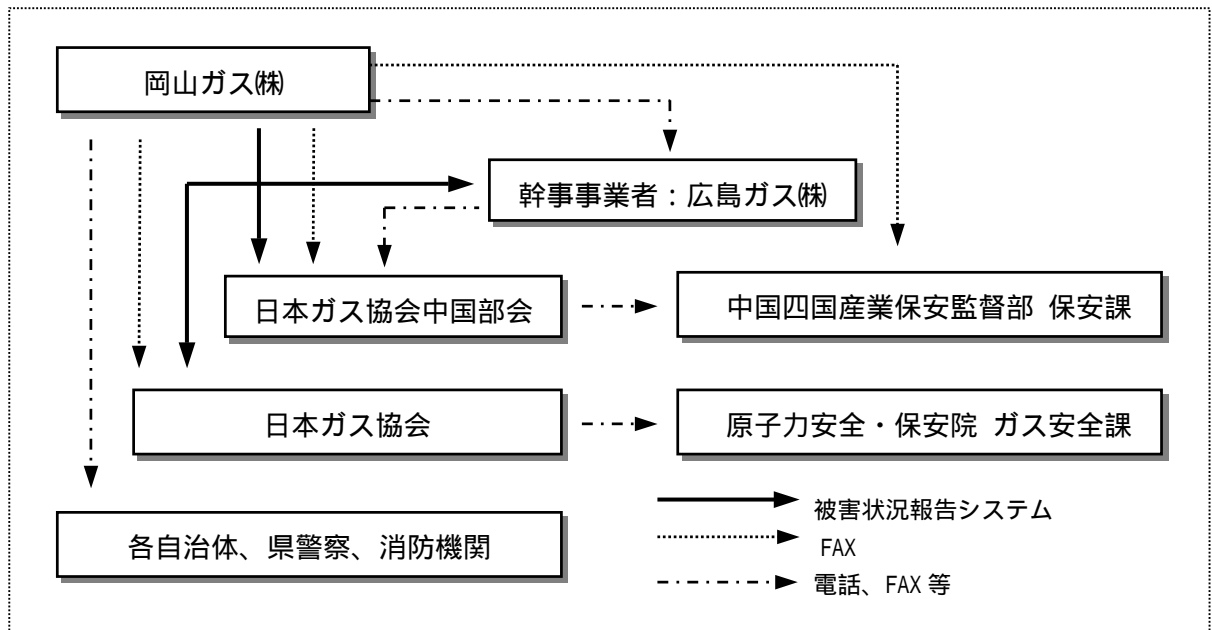 岡山ガス㈱
幹事事業者：広島ガス㈱
日本ガス協会中国部会
中国四国産業保安監督部 保安課
日本ガス協会
原子力安全・保安院 ガス安全課
被害状況報告システム
FAX
各自治体、県警察、消防機関
電話、FAX 等